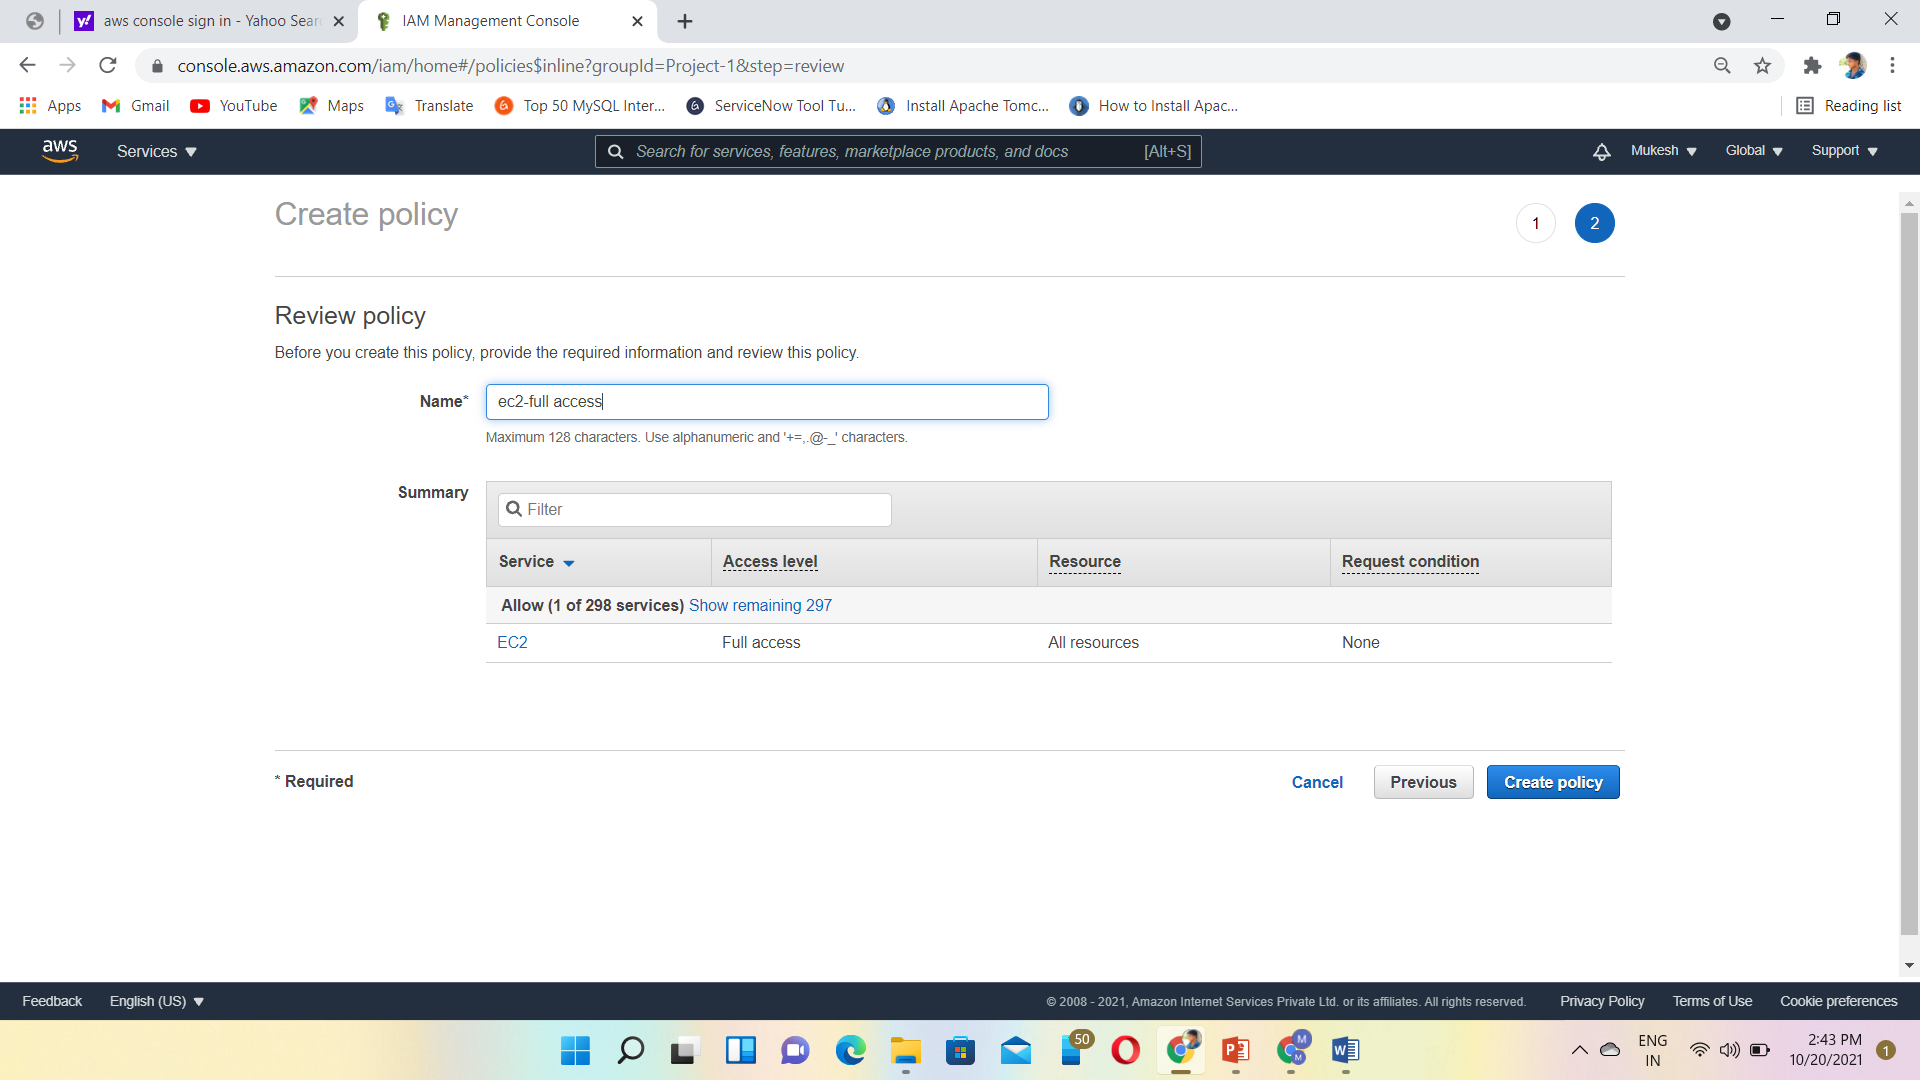 aws console sign in - Yahoo Sear
IAM Management Console
console.aws.amazon.com/iam/home#/policies$inline?groupId=Project-1&step=review
Apps
Gmail
YouTube
Maps
Translate
Top 50 MySQL Inter...
ServiceNow Tool Tu...
Install Apache Tomc...
How to Install Apac...
Reading list
aws
Services
Search for services, features, marketplace products, and docs
[Alt+S]
Mukesh
Global
Support
Create policy
1
2
Review policy
Before you create this policy, provide the required information and review this policy.
Name*
ec2-full access
Maximum 128 characters. Use alphanumeric and '+=,.@-_' characters.
Summary
Filter
Service
Access level
Resource
Request condition
Allow (1 of 298 services) Show remaining 297
EC2
Full access
All resources
None
* Required
Cancel
Previous
Create policy
Feedback
English (US)
© 2008 - 2021, Amazon Internet Services Private Ltd. or its affiliates. All rights reserved.
Privacy Policy
Terms of Use
Cookie preferences
50
M
M
ENG
IN
2:43 PM
10/20/2021
1